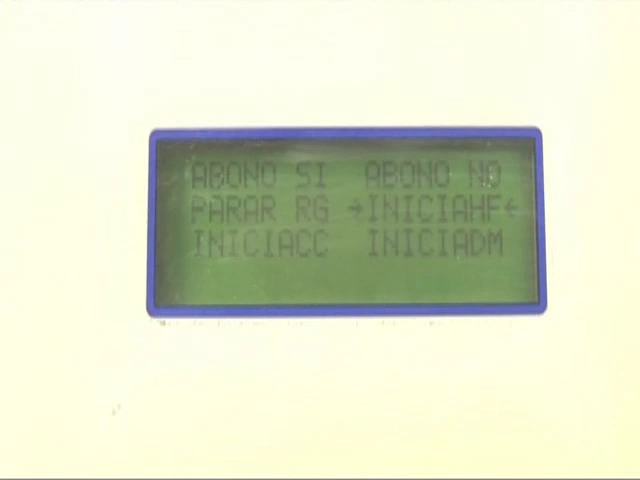 ABONO SI ABONO NO
PARAR RG →INICIAHF←
INICIACC INICIADM